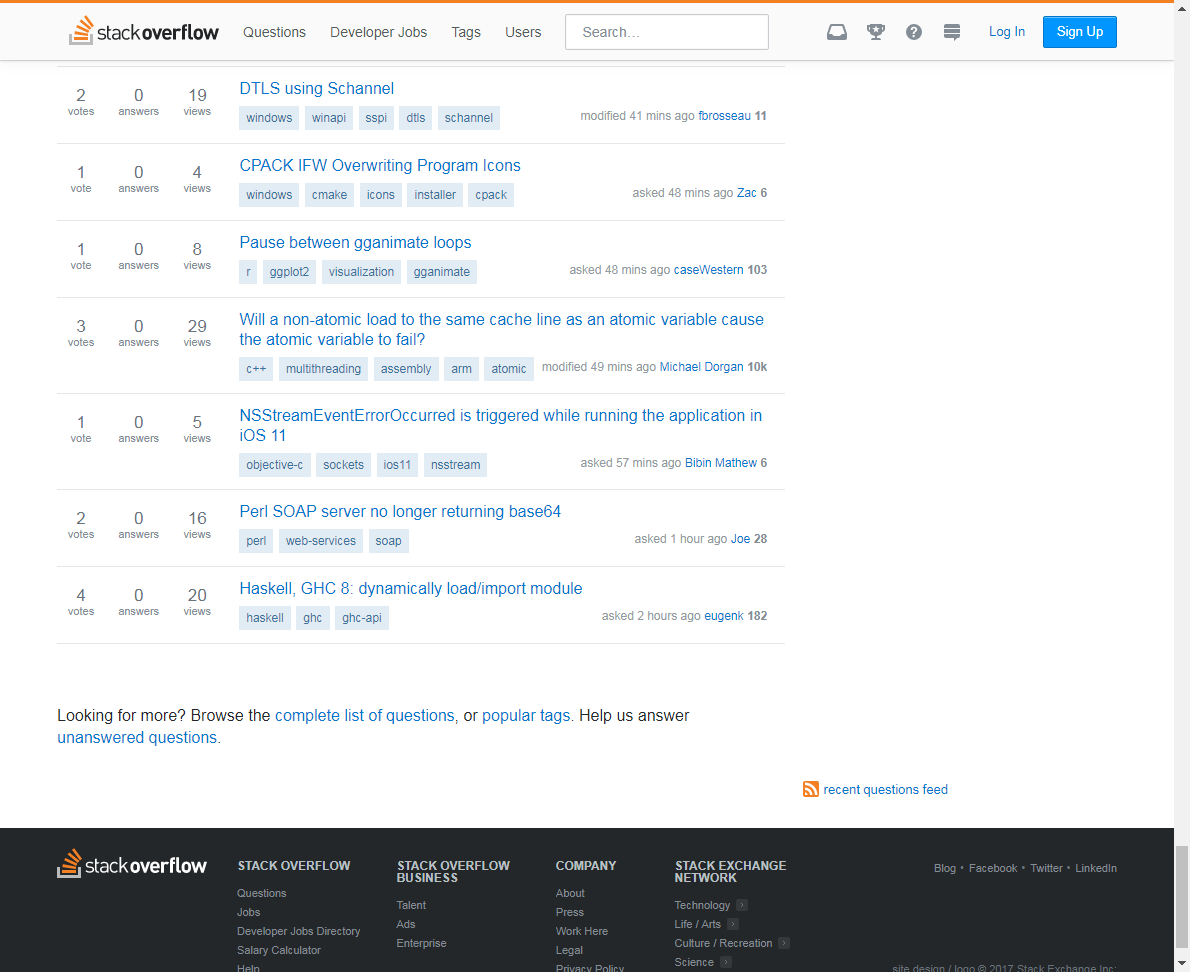 stackoverflow Questions Developer Jobs Tags Users Search... Log In Sign Up
2 votes 0 answers 19 views
DTLS using Schannel
windows winapi sspi dtls schannel
modified 41 mins ago fbrosseau 11
1 vote 0 answers 4 views
CPACK IFW Overwriting Program Icons
windows cmake icons installer cpack
asked 48 mins ago Zac 6
1 vote 0 answers 8 views
Pause between gganimate loops
r ggplot2 visualization gganimate
asked 48 mins ago caseWestern 103
3 votes 0 answers 29 views
Will a non-atomic load to the same cache line as an atomic variable cause
the atomic variable to fail?
c++ multithreading assembly arm atomic
modified 49 mins ago Michael Dorgan 10k
1 vote 0 answers 5 views
NSStreamEventErrorOccurred is triggered while running the application in
iOS 11
objective-c sockets ios11 nsstream
asked 57 mins ago Bibin Mathew 6
2 votes 0 answers 16 views
Perl SOAP server no longer returning base64
perl web-services soap
asked 1 hour ago Joe 28
4 votes 0 answers 20 views
Haskell, GHC 8: dynamically load/import module
haskell ghc ghc-api
asked 2 hours ago eugenk 182
Looking for more? Browse the complete list of questions, or popular tags. Help us answer
unanswered questions.
recent questions feed
stackoverflow
STACK OVERFLOW
Questions
Jobs
Developer Jobs Directory
Salary Calculator
Help
STACK OVERFLOW
BUSINESS
Talent
Ads
Enterprise
COMPANY
About
Press
Work Here
Legal
Privacy Policy
STACK EXCHANGE
NETWORK
Technology
Life / Arts
Culture / Recreation
Science
Blog • Facebook • Twitter • LinkedIn
site design / logo © 2017 Stack Exchange Inc;